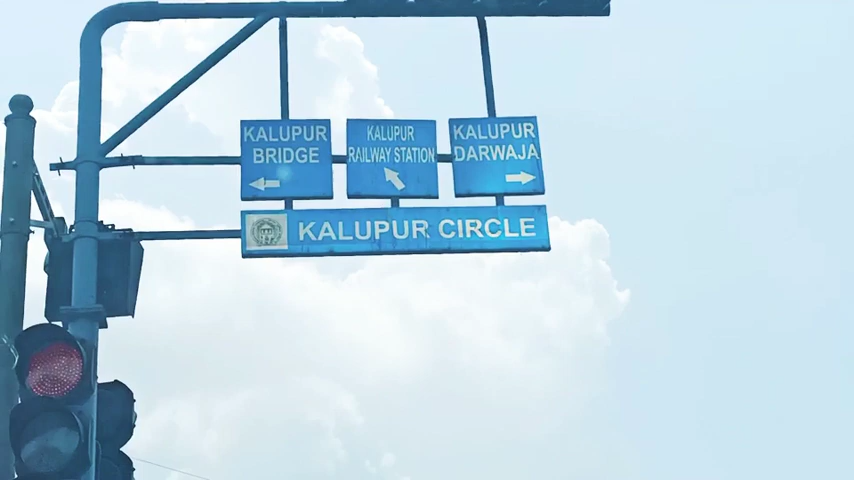 KALUPUR
BRIDGE
KALUPUR
RAILWAY STATION
KALUPUR
DARWAJA
KALUPUR CIRCLE